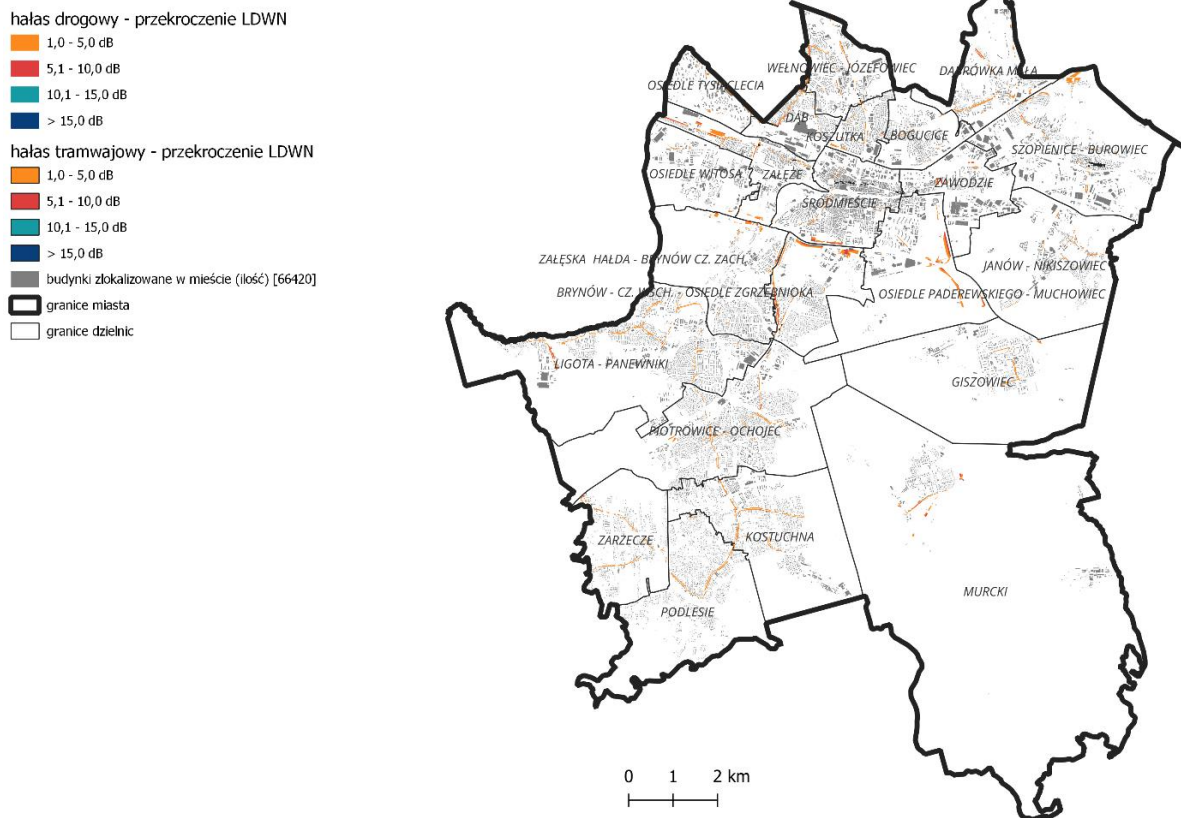 hałas drogowy - przekroczenie LDWN
1,0 - 5,0 dB
5,1 - 10,0 dB
10,1 - 15,0 dB
> 15,0 dB
hałas tramwajowy - przekroczenie LDWN
1,0 - 5,0 dB
5,1 - 10,0 dB
10,1 - 15,0 dB
> 15,0 dB
budynki zlokalizowane w mieście (ilość) [66420]
granice miasta
granice dzielnic
WEŁNOWIEC - JÓZEFOWIEC
DĄBRÓWKA MAŁA
OSIEDLE TYSIĄCLECIA
DĄB
KOSZUTKA
BOGUCICE
SZOPIENICE - BUROWIEC
OSIEDLE WITOSA
ZAŁĘŻE
ZAWODZIE
ŚRÓDMIEŚCIE
ZAŁĘSKA HAŁDA - BRYNÓW CZ. ZACH.
JANÓW - NIKISZOWIEC
BRYNÓW - CZ. WSCH. - OSIEDLE ZGRZEBNIOKA
OSIEDLE PADEREWSKIEGO - MUCHOWIEC
LIGOTA - PANEWNIKI
GISZOWIEC
PIOTROWICE - OCHOJEC
ZARZECZE
KOSTUCHNA
MURCKI
PODLESIE
0 1 2 km